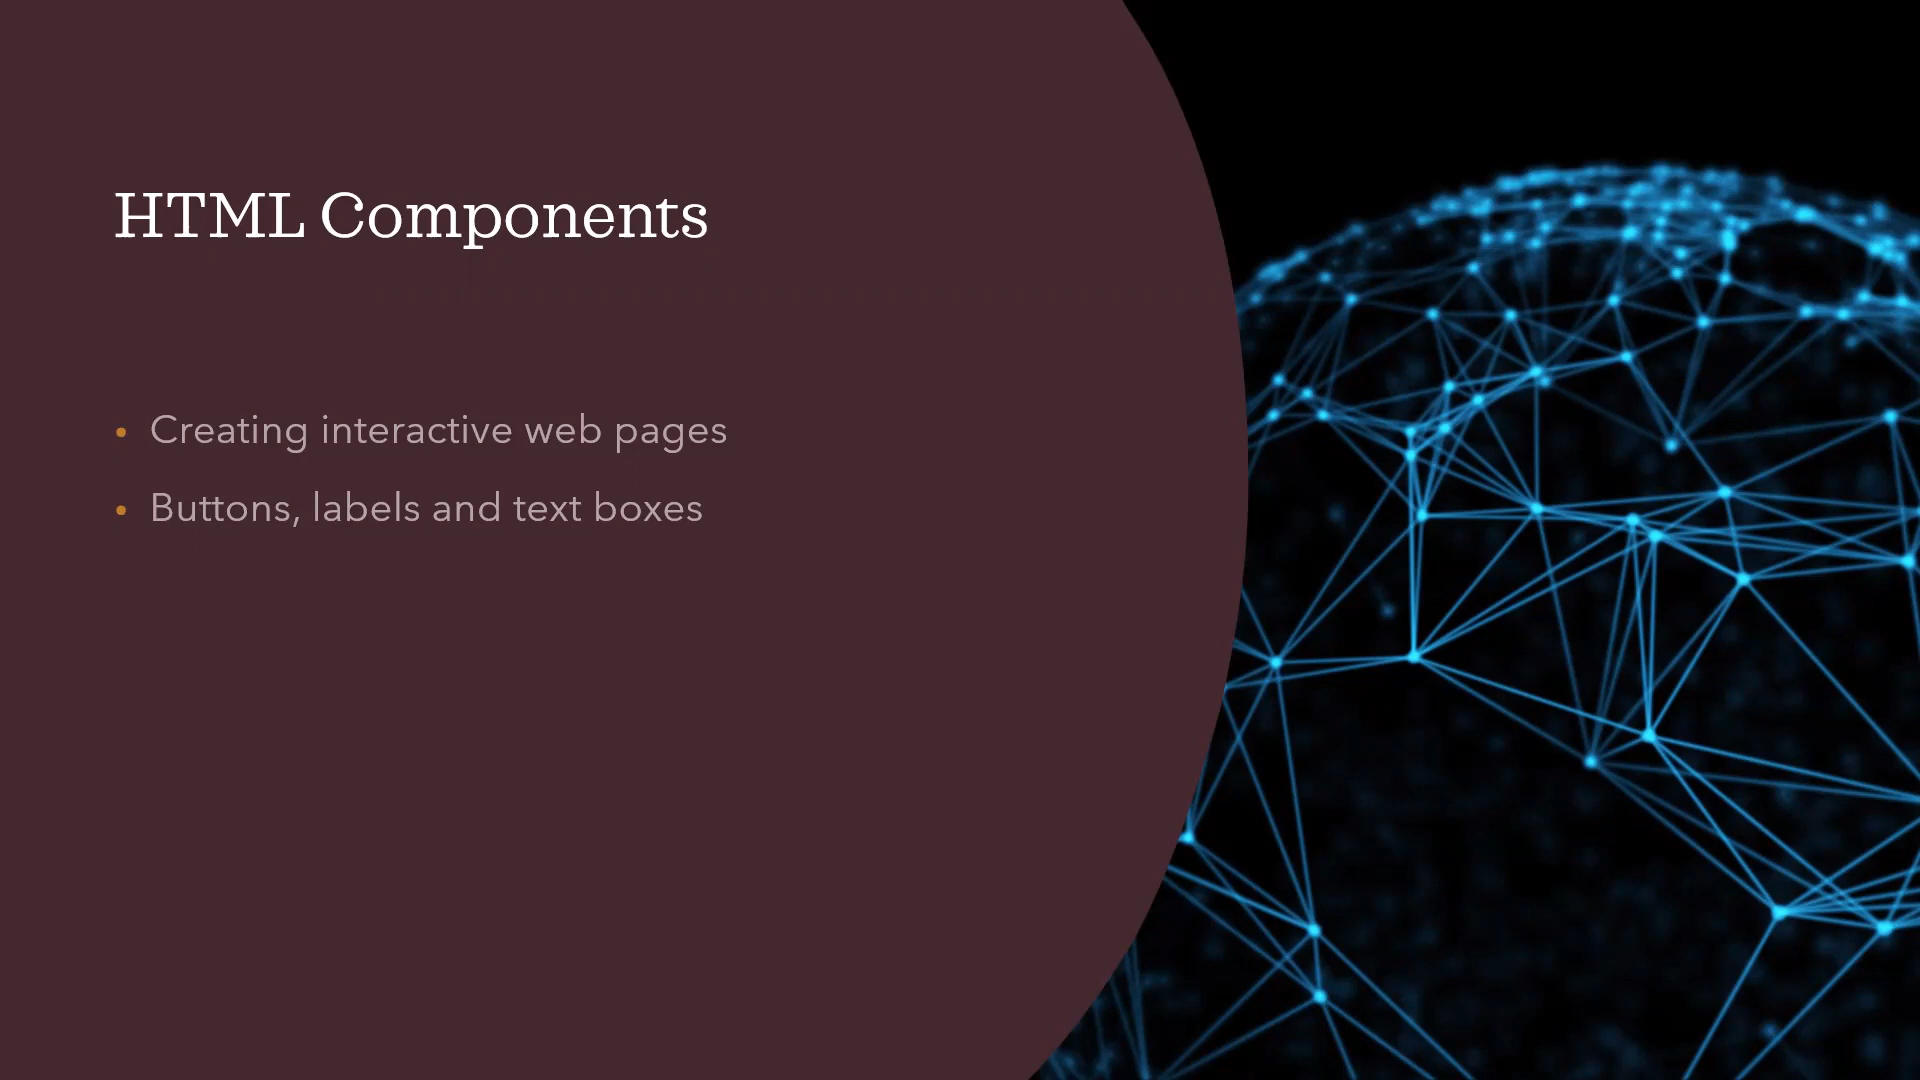 HTML Components
• Creating interactive web pages
• Buttons, labels and text boxes